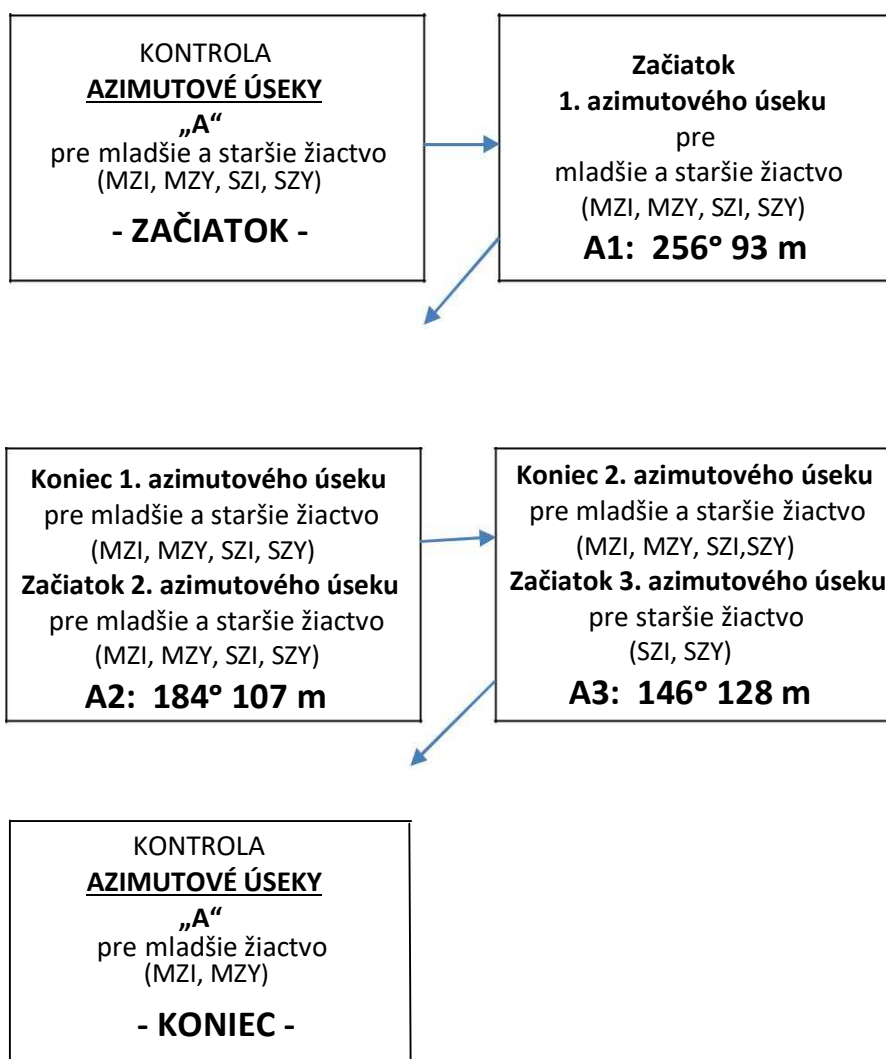 KONTROLA
AZIMUTOVÉ ÚSEKY
„A“
pre mladšie a staršie žiactvo
(MZI, MZY, SZI, SZY)
- ZAČIATOK -
Začiatok
1. azimutového úseku
pre
mladšie a staršie žiactvo
(MZI, MZY, SZI, SZY)
A1: 256° 93 m
Koniec 1. azimutového úseku
pre mladšie a staršie žiactvo
(MZI, MZY, SZI, SZY)
Začiatok 2. azimutového úseku
pre mladšie a staršie žiactvo
(MZI, MZY, SZI, SZY)
A2: 184° 107 m
Koniec 2. azimutového úseku
pre mladšie a staršie žiactvo
(MZI, MZY, SZI,SZY)
Začiatok 3. azimutového úseku
pre staršie žiactvo
(SZI, SZY)
A3: 146° 128 m
KONTROLA
AZIMUTOVÉ ÚSEKY
„A“
pre mladšie žiactvo
(MZI, MZY)
- KONIEC -